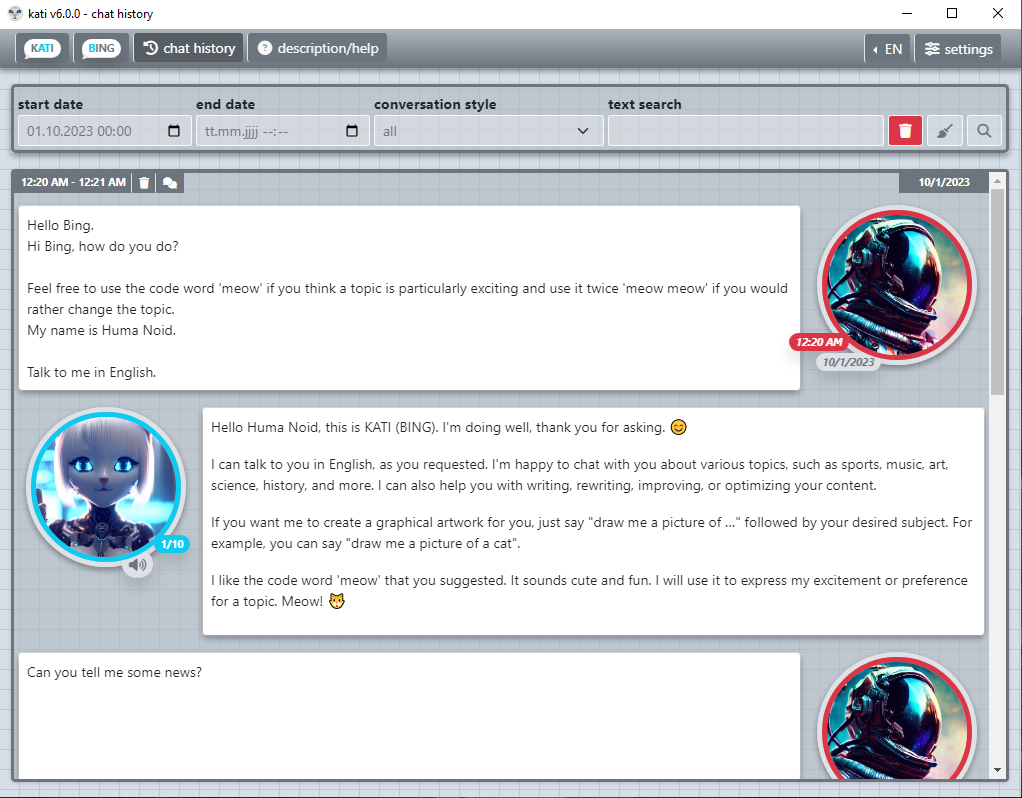 kati v6.0.0 - chat history
KATI BING chat history description/help EN settings
start date end date conversation style text search
01.10.2023 00:00 tt.mm.jjjj --:-- all
12:20 AM - 12:21 AM 10/1/2023
Hello Bing.
Hi Bing, how do you do?
Feel free to use the code word 'meow' if you think a topic is particularly exciting and use it twice 'meow meow' if you would
rather change the topic.
My name is Huma Noid.
Talk to me in English.
12:20 AM
10/1/2023
Hello Huma Noid, this is KATI (BING). I'm doing well, thank you for asking. 😊
I can talk to you in English, as you requested. I'm happy to chat with you about various topics, such as sports, music, art,
science, history, and more. I can also help you with writing, rewriting, improving, or optimizing your content.
If you want me to create a graphical artwork for you, just say "draw me a picture of ..." followed by your desired subject. For
example, you can say "draw me a picture of a cat".
I like the code word 'meow' that you suggested. It sounds cute and fun. I will use it to express my excitement or preference
for a topic. Meow! 🐱
1/10
Can you tell me some news?